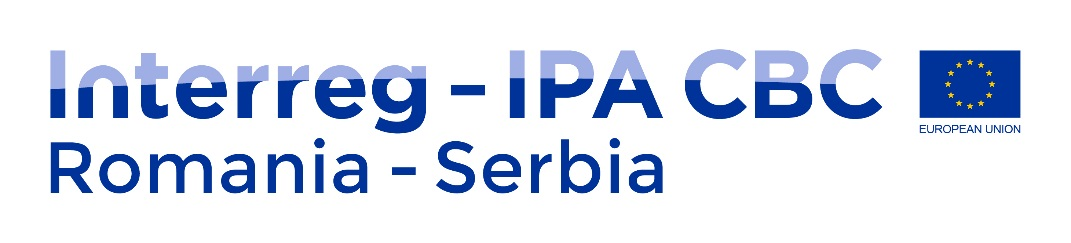 Interreg - IPA CBC
EUROPEAN UNION
Romania - Serbia